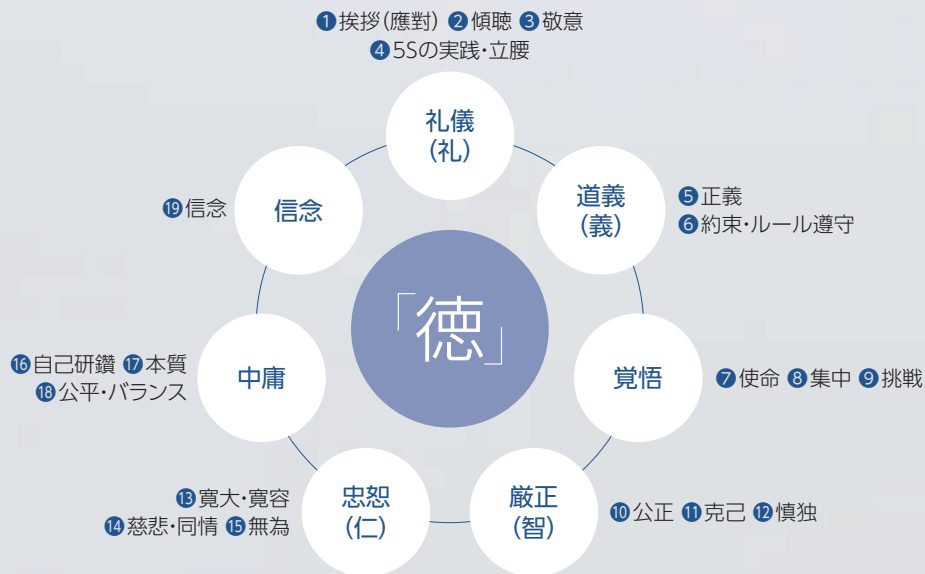 ❶挨拶(應對) ❷傾聴 ❸敬意
❹5Sの実践・立腰
礼儀
(礼)
道義
(義)
❺正義
❻約束・ルール遵守
覚悟
❼使命 ❽集中 ❾挑戦
厳正
(智)
❿公正 ⓫克己 ⓬慎独
忠恕
(仁)
⓭寛大・寛容
⓮慈悲・同情 ⓯無為
中庸
⓰自己研鑽 ⓱本質
⓲公平・バランス
信念
⓳信念
「徳」